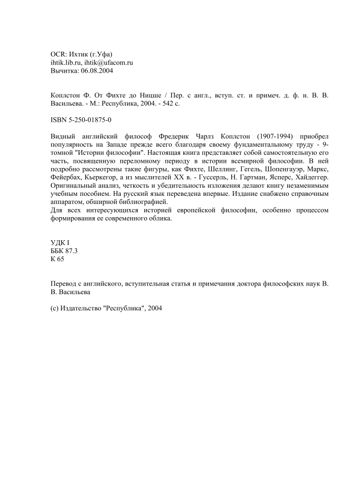 OCR: Ихтик (г.Уфа)
ihtik.lib.ru, ihtik@ufacom.ru
Вычитка: 06.08.2004
Коплстон Ф. От Фихте до Ницше / Пер. с англ., вступ. ст. и примеч. д. ф. н. В. В.
Васильева. - М.: Республика, 2004. - 542 с.
ISBN 5-250-01875-0
Видный английский философ Фредерик Чарлз Коплстон (1907-1994) приобрел
популярность на Западе прежде всего благодаря своему фундаментальному труду - 9-
томной "Истории философии". Настоящая книга представляет собой самостоятельную его
часть, посвященную переломному периоду в истории всемирной философии. В ней
подробно рассмотрены такие фигуры, как Фихте, Шеллинг, Гегель, Шопенгауэр, Маркс,
Фейербах, Кьеркегор, а из мыслителей XX в. - Гуссерль, Н. Гартман, Ясперс, Хайдеггер.
Оригинальный анализ, четкость и убедительность изложения делают книгу незаменимым
учебным пособием. На русский язык переведена впервые. Издание снабжено справочным
аппаратом, обширной библиографией.
Для всех интересующихся историей европейской философии, особенно процессом
формирования ее современного облика.
УДК I
ББК 87.3
К 65
Перевод с английского, вступительная статья и примечания доктора философских наук В.
В. Васильева
(с) Издательство "Республика", 2004